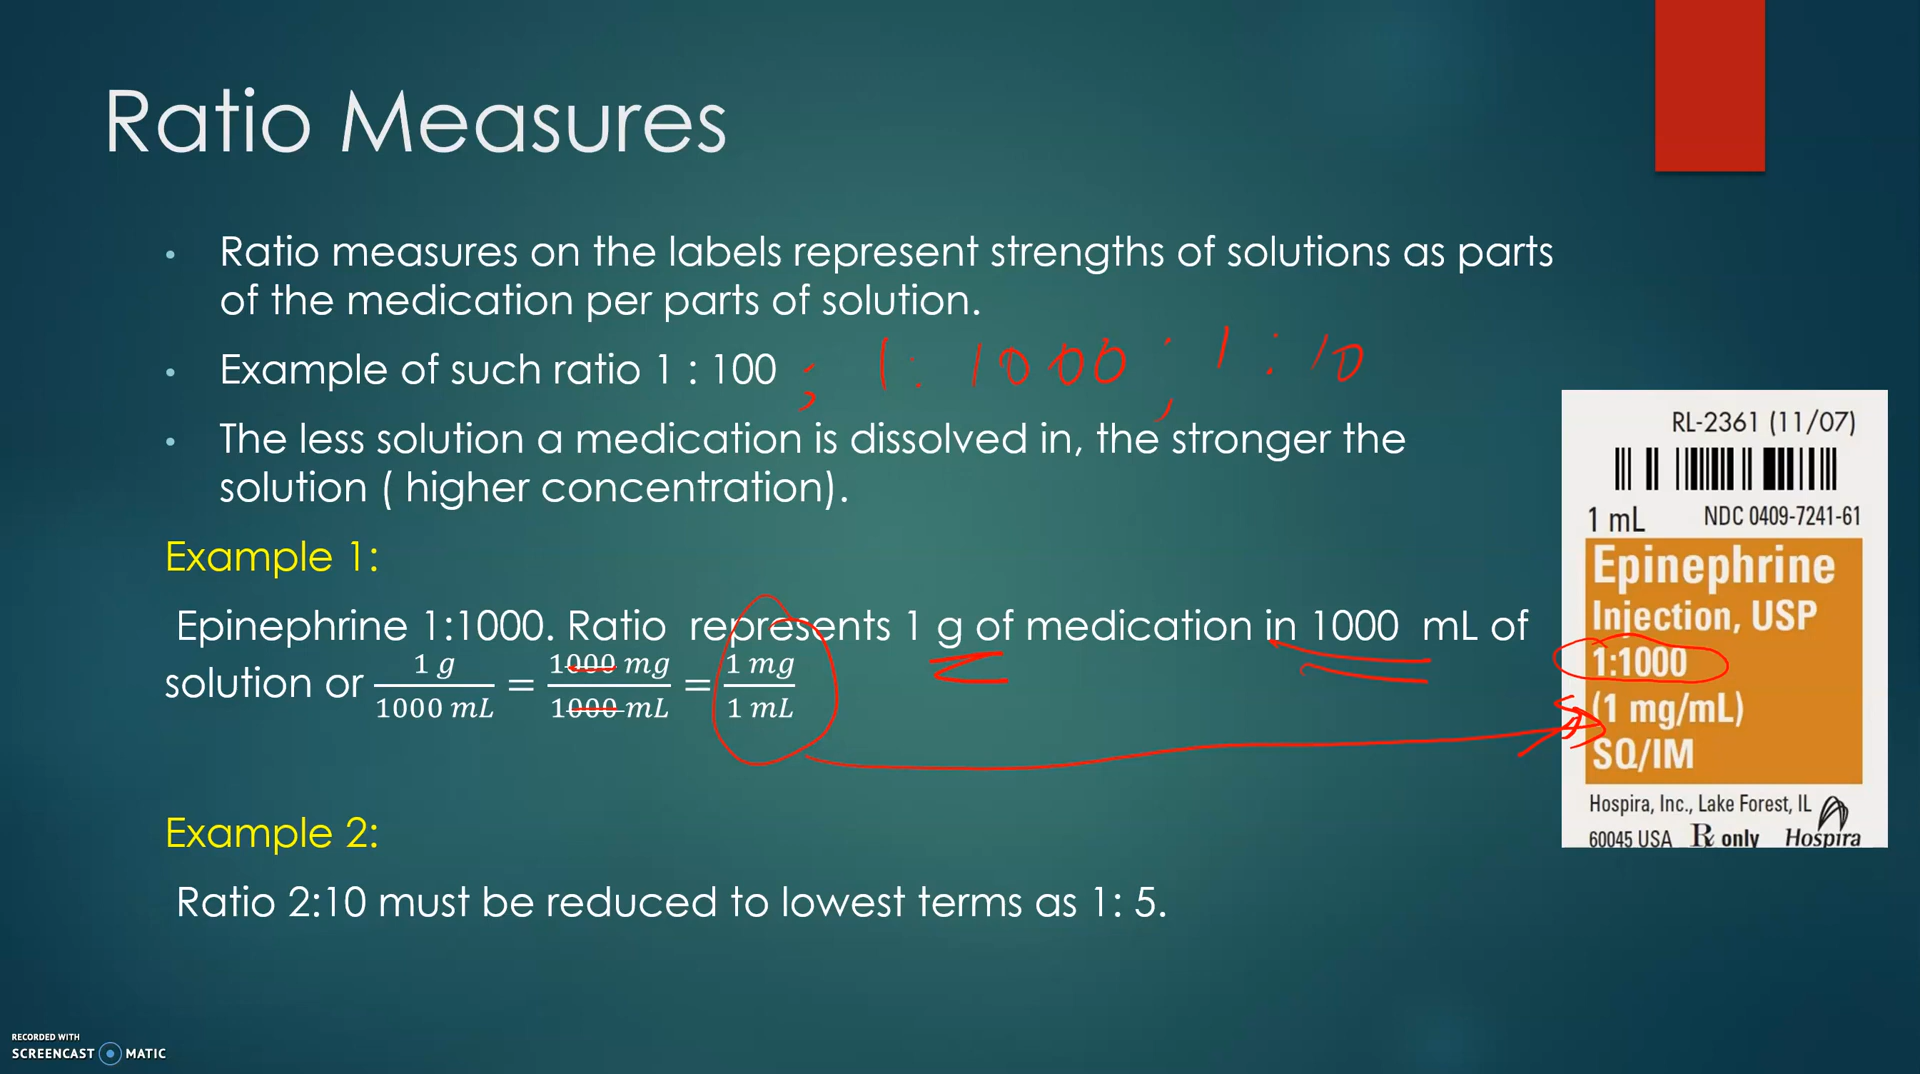 Ratio Measures
• Ratio measures on the labels represent strengths of solutions as parts
of the medication per parts of solution.
• Example of such ratio 1 : 100 ; 1 : 1000 ; 1 : 10
• The less solution a medication is dissolved in, the stronger the
solution ( higher concentration).
Example 1:
Epinephrine 1:1000. Ratio represents 1 g of medication in 1000 mL of
solution or 1 g / 1000 mL = 1000 mg / 1000 mL = 1 mg / 1 mL
Example 2:
Ratio 2:10 must be reduced to lowest terms as 1: 5.
RL-2361 (11/07)
1 mL NDC 0409-7241-61
Epinephrine
Injection, USP
1:1000
(1 mg/mL)
SQ/IM
Hospira, Inc., Lake Forest, IL
60045 USA Rx only Hospira
RECORDED WITH
SCREENCAST MATIC